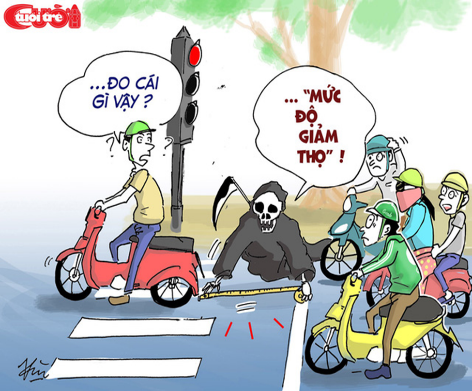 tuổi trẻ
CƯỜI
...ĐO CÁI
GÌ VẬY ?
... "MỨC
ĐỘ
GIẢM
THỌ" !